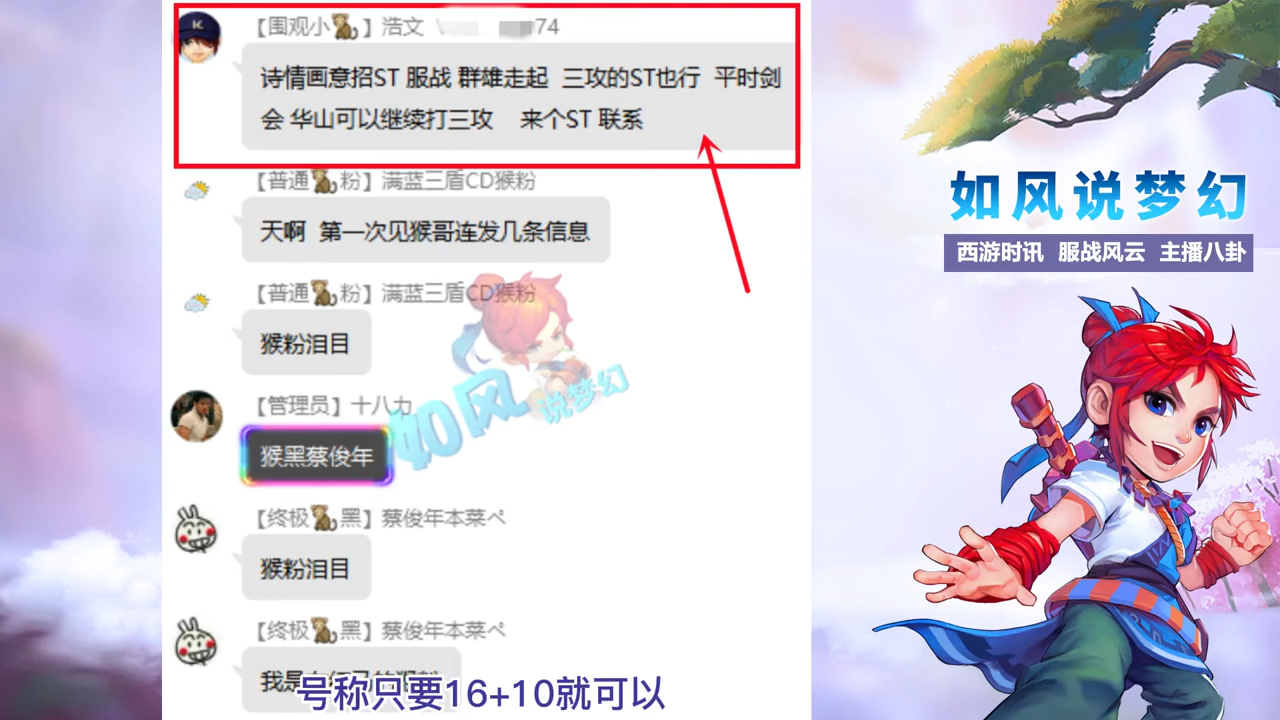 【围观小🐒】浩文 74
诗情画意招ST 服战 群雄走起 三攻的ST也行 平时剑
会 华山可以继续打三攻 来个ST 联系
【普通🐒粉】满蓝三盾CD猴粉
天啊 第一次见猴哥连发几条信息
【普通🐒粉】满蓝三盾CD猴粉
猴粉泪目
【管理员】十八力
猴黑蔡俊年
【终极🐒黑】蔡俊年本菜ペ
猴粉泪目
【终极🐒黑】蔡俊年本菜ペ
我是
号称只要16+10就可以
如风说梦幻
西游时讯 服战风云 主播八卦
如风说梦幻
K